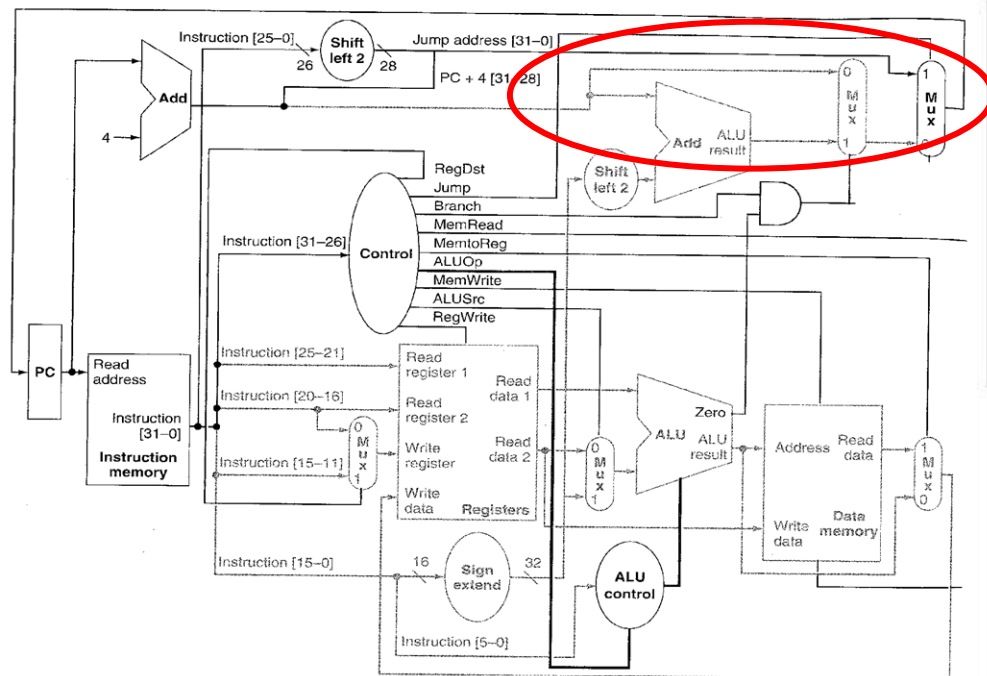 Instruction [25–0]
Shift
left 2
Jump address [31–0]
26
28
PC + 4 [31–28]
Add
4
0
M
u
x
1
1
M
u
x
0
Add
ALU
result
Shift
left 2
RegDst
Jump
Branch
MemRead
MemtoReg
ALUOp
MemWrite
ALUSrc
RegWrite
Instruction [31–26]
Control
PC
Read
address
Instruction
[31–0]
Instruction
memory
Instruction [25–21]
Instruction [20–16]
Instruction [15–11]
0
M
u
x
1
Read
register 1
Read
register 2
Write
register
Write
data
Read
data 1
Read
data 2
Registers
0
M
u
x
1
Zero
ALU
ALU
result
Address
Read
data
Write
data
Data
memory
1
M
u
x
0
Instruction [15–0]
16
Sign
extend
32
ALU
control
Instruction [5–0]